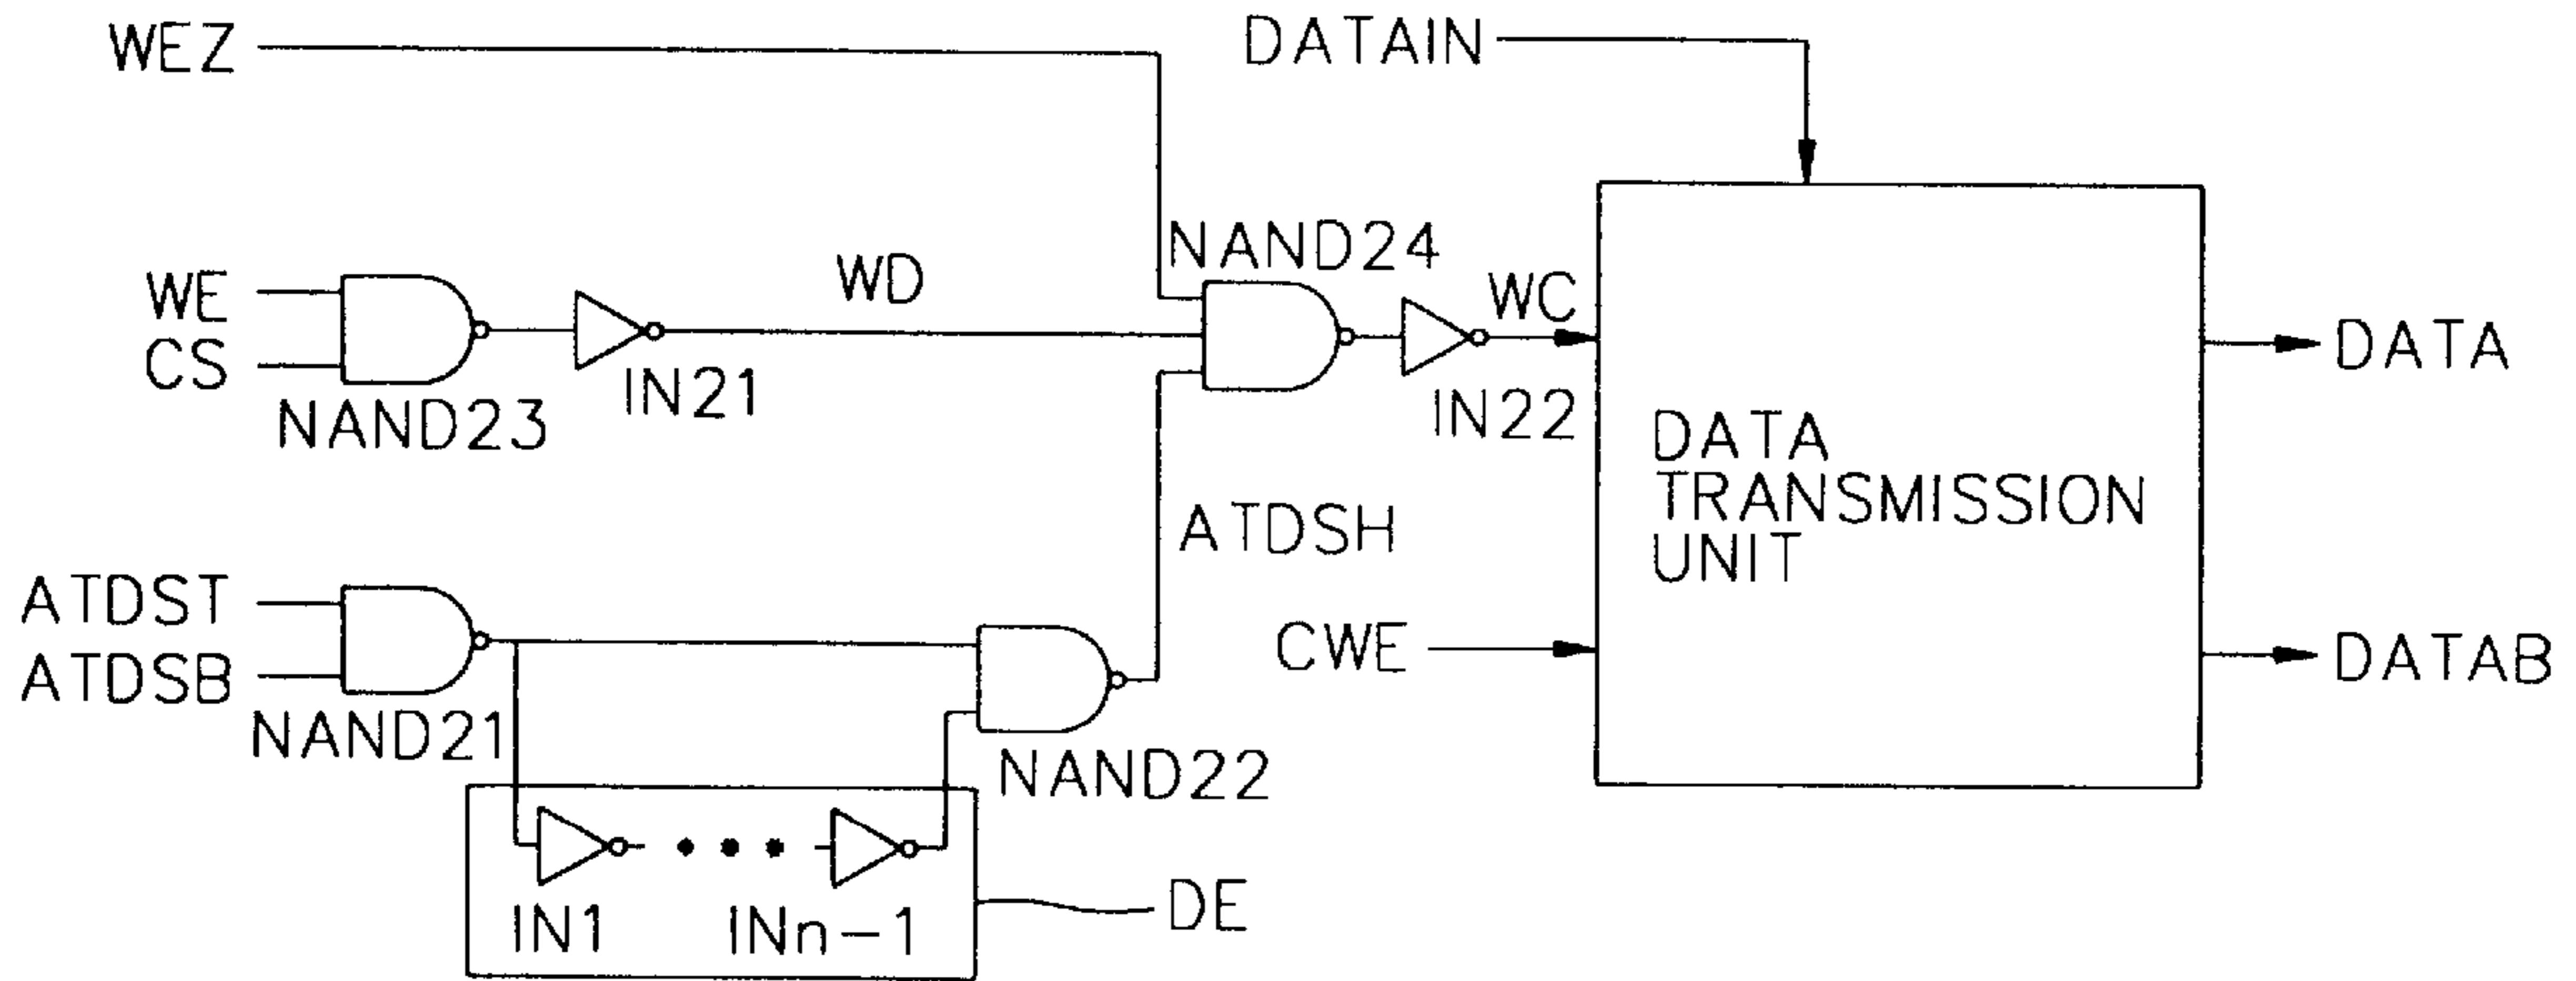 WEZ
DATAIN
NAND24
WE
WD
WC
CS
DATA
IN21
IN22
NAND23
DATA
TRANSMISSION
UNIT
ATDSH
ATDST
CWE
DATAB
ATDSB
NAND21
NAND22
IN1
INn-1
DE